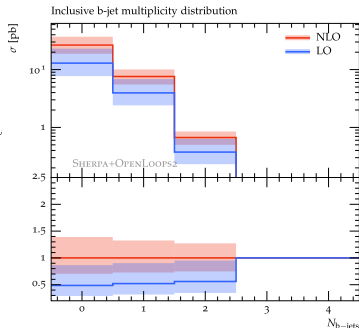 Inclusive b-jet multiplicity distribution
σ [pb]
NLO
LO
10¹
1
SHERPA+OPENLOOPS2
2.5
2
1.5
1
0.5
0 1 2 3 4
N_b−jets